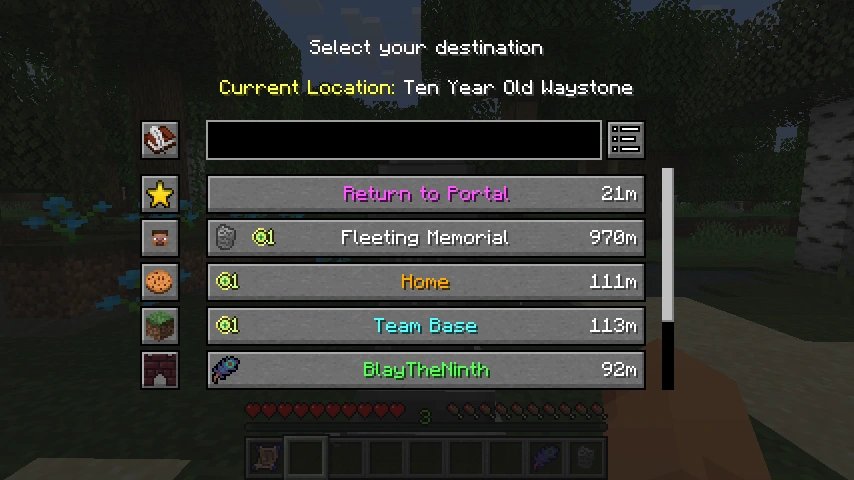 Select your destination
Current Location: Ten Year Old Waystone
Return to Portal 21m
1 Fleeting Memorial 970m
1 Home 111m
1 Team Base 113m
BlayTheNinth 92m
3